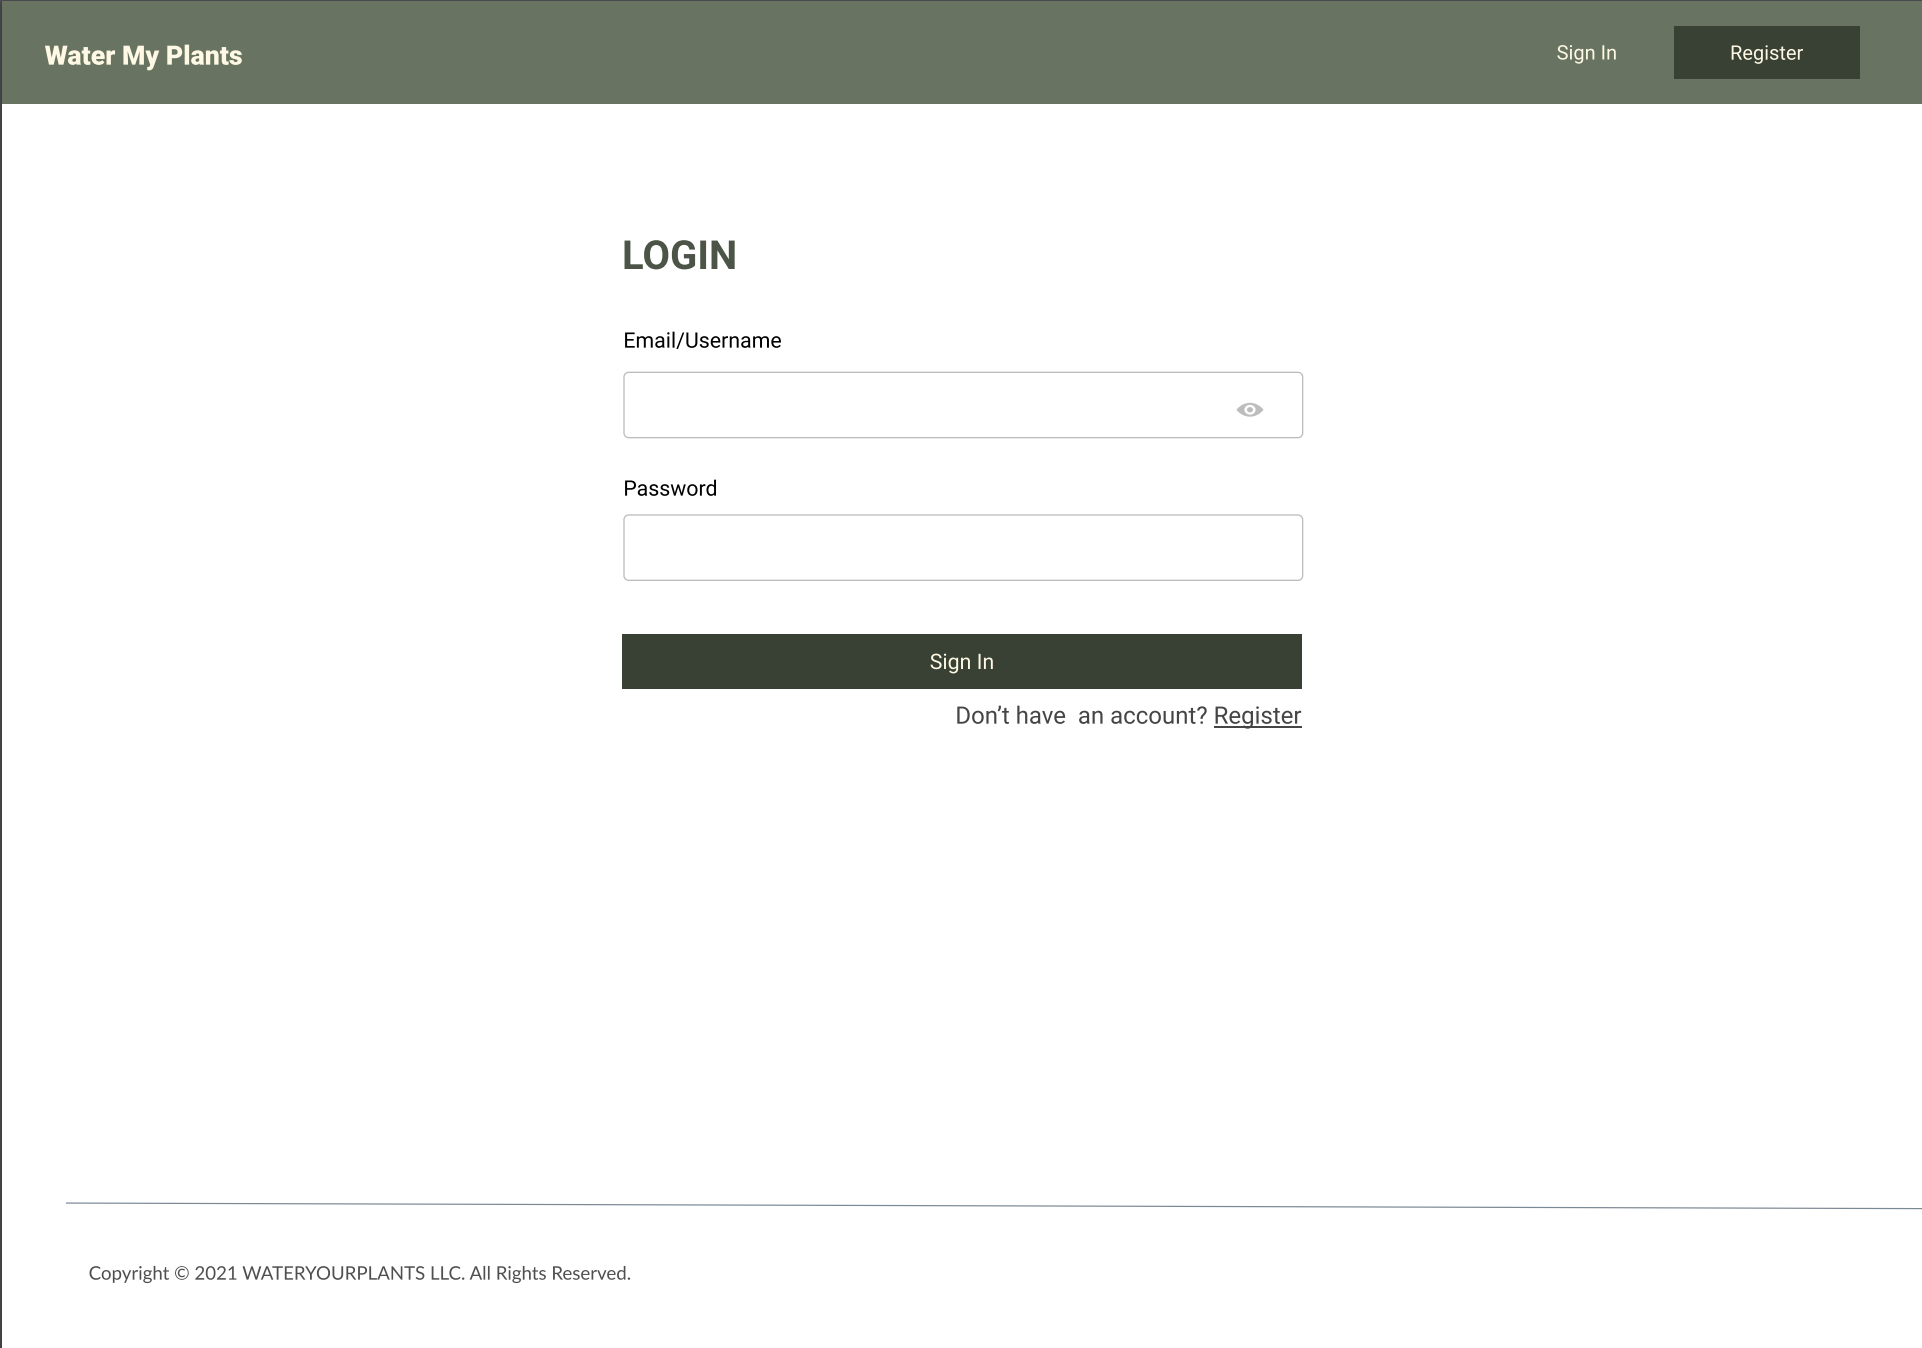 Water My Plants
Sign In
Register
LOGIN
Email/Username
Password
Sign In
Don’t have  an account? Register
Copyright © 2021 WATERYOURPLANTS LLC. All Rights Reserved.